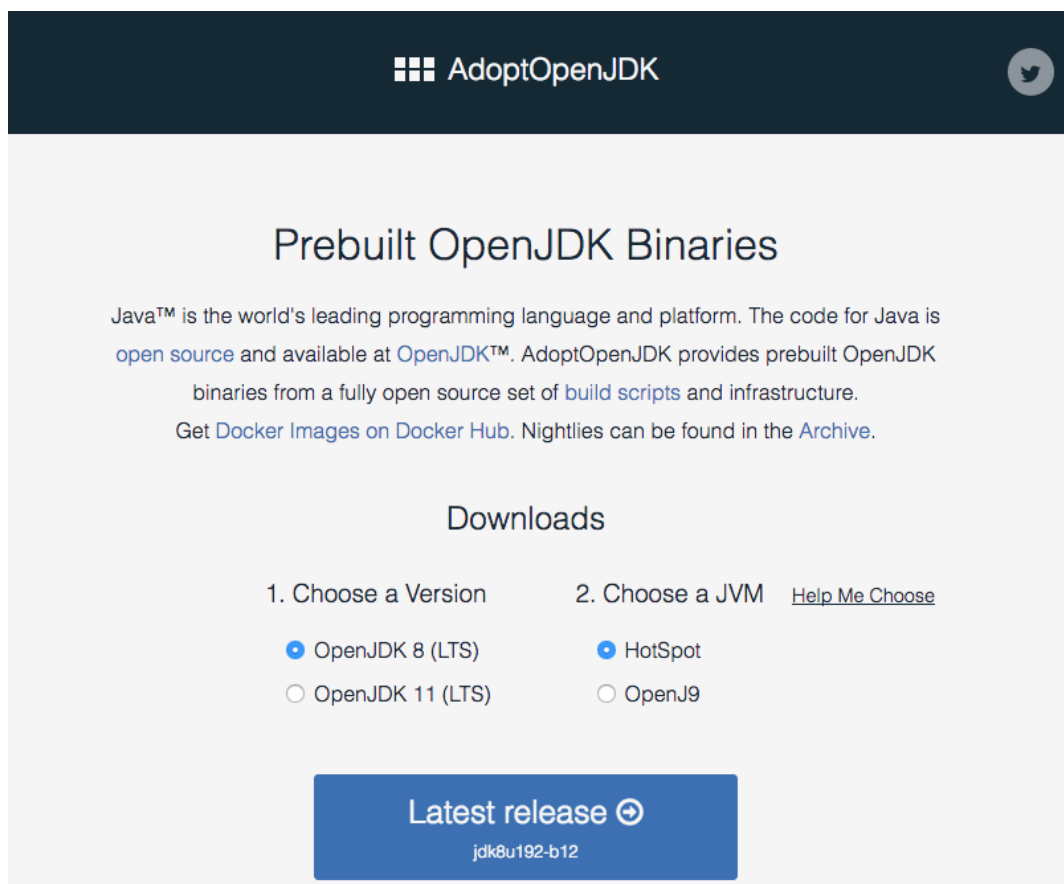 AdoptOpenJDK
Prebuilt OpenJDK Binaries
Java™ is the world's leading programming language and platform. The code for Java is
open source and available at OpenJDK™. AdoptOpenJDK provides prebuilt OpenJDK
binaries from a fully open source set of build scripts and infrastructure.
Get Docker Images on Docker Hub. Nightlies can be found in the Archive.
Downloads
1. Choose a Version
2. Choose a JVM
Help Me Choose
OpenJDK 8 (LTS)
HotSpot
OpenJDK 11 (LTS)
OpenJ9
Latest release
jdk8u192-b12